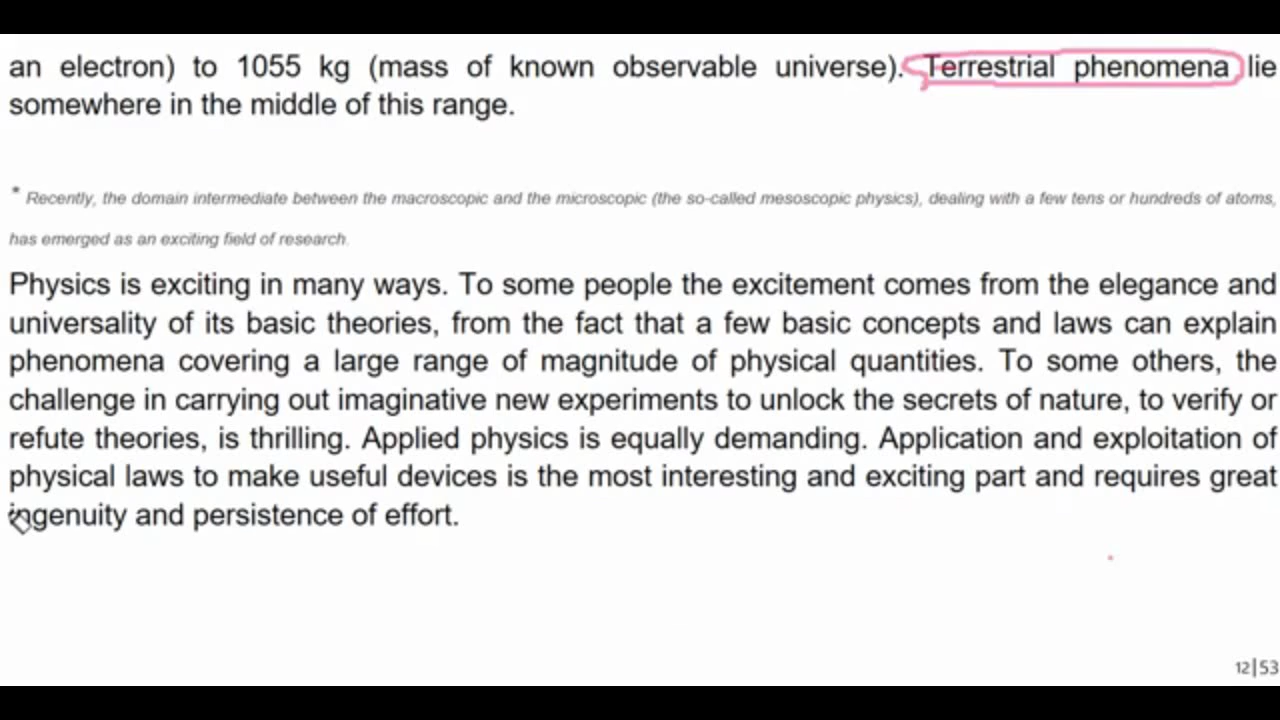 an electron) to 1055 kg (mass of known observable universe). Terrestrial phenomena lie
somewhere in the middle of this range.
* Recently, the domain intermediate between the macroscopic and the microscopic (the so-called mesoscopic physics), dealing with a few tens or hundreds of atoms,
has emerged as an exciting field of research.
Physics is exciting in many ways. To some people the excitement comes from the elegance and
universality of its basic theories, from the fact that a few basic concepts and laws can explain
phenomena covering a large range of magnitude of physical quantities. To some others, the
challenge in carrying out imaginative new experiments to unlock the secrets of nature, to verify or
refute theories, is thrilling. Applied physics is equally demanding. Application and exploitation of
physical laws to make useful devices is the most interesting and exciting part and requires great
ingenuity and persistence of effort.
12|53